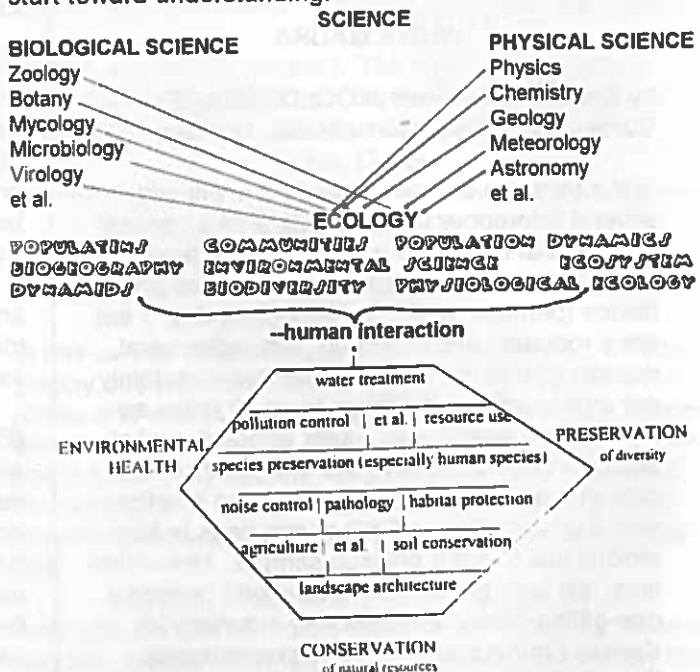 start toward understanding.
SCIENCE
BIOLOGICAL SCIENCE
Zoology
Botany
Mycology
Microbiology
Virology
et al.
PHYSICAL SCIENCE
Physics
Chemistry
Geology
Meteorology
Astronomy
et al.
ECOLOGY
POPULATINS COMMUNITIES POPULATION DYNAMICS
BIOGEOGRAPHY ENVIRONMENTAL SCIENCE ECOSYSTEM
DYNAMIDS BIODIVERSITY PHYSIOLOGICAL ECOLOGY
--human interaction
water treatment
pollution control | et al. | resource use
ENVIRONMENTAL
HEALTH
species preservation (especially human species)
PRESERVATION
of diversity
noise control | pathology | habitat protection
agriculture | et al. | soil conservation
landscape architecture
CONSERVATION
of natural resources